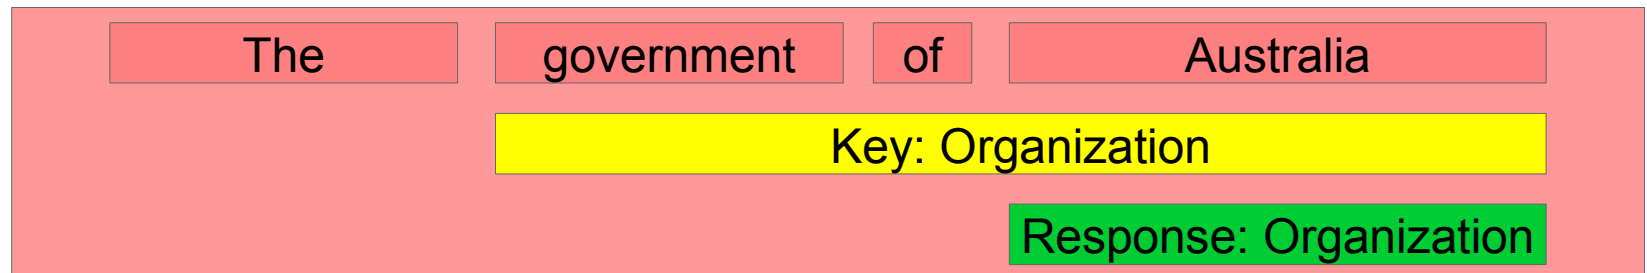 The government of Australia
Key: Organization
Response: Organization